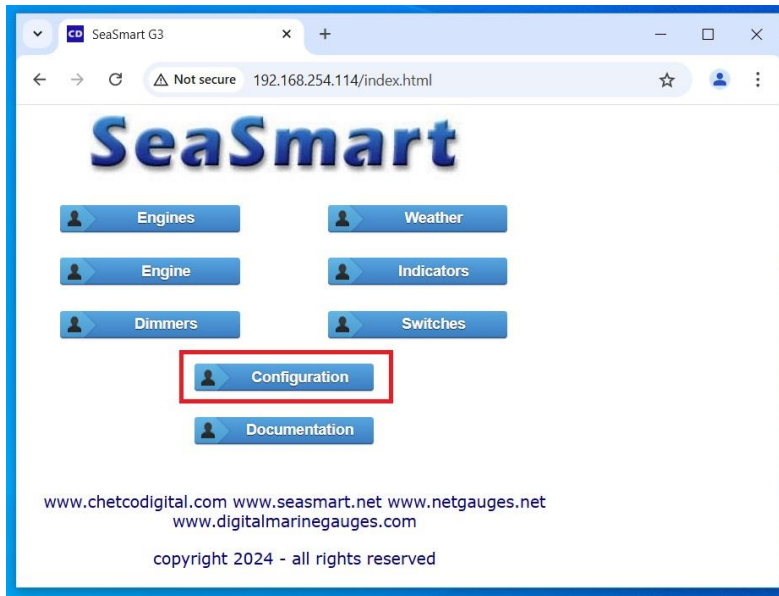 CD SeaSmart G3
Not secure 192.168.254.114/index.html
SeaSmart
Engines Weather
Engine Indicators
Dimmers Switches
Configuration
Documentation
www.chetcodigital.com www.seasmart.net www.netgauges.net
www.digitalmarinegauges.com
copyright 2024 - all rights reserved